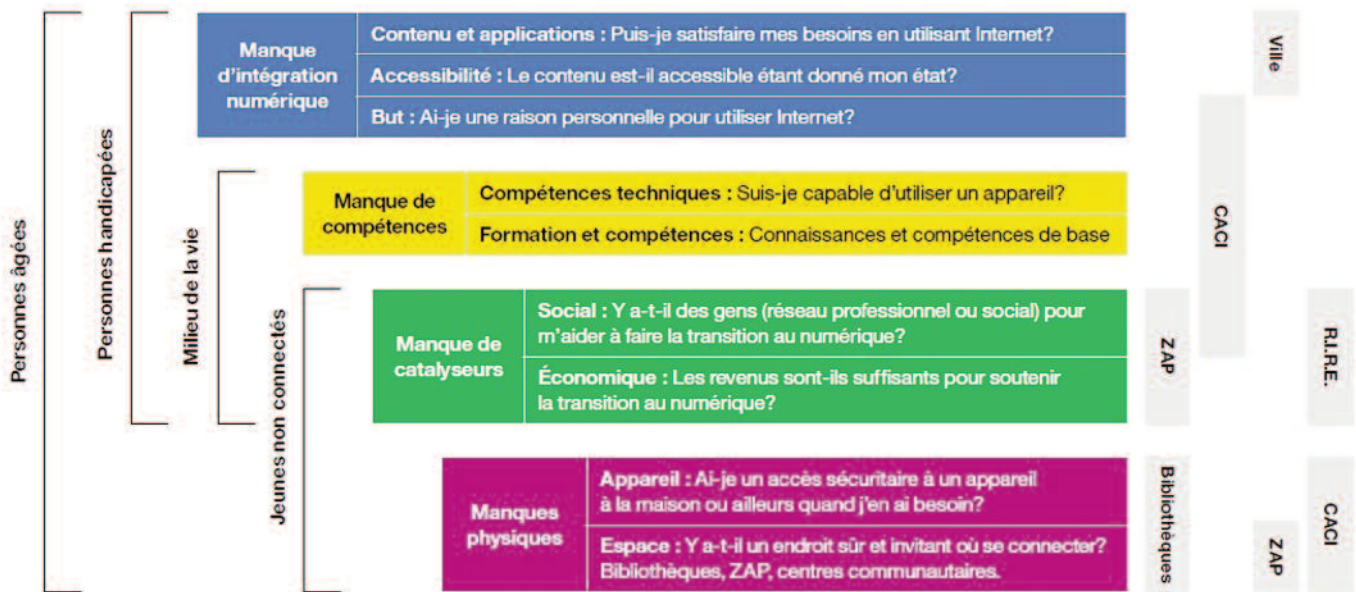 Personnes âgées
Personnes handicapées
Milieu de la vie
Jeunes non connectés
Manque
d'intégration
numérique
Contenu et applications : Puis-je satisfaire mes besoins en utilisant Internet?
Accessibilité : Le contenu est-il accessible étant donné mon état?
But : Ai-je une raison personnelle pour utiliser Internet?
Manque de
compétences
Compétences techniques : Suis-je capable d'utiliser un appareil?
Formation et compétences : Connaissances et compétences de base
Manque de
catalyseurs
Social : Y a-t-il des gens (réseau professionnel ou social) pour
m'aider à faire la transition au numérique?
Économique : Les revenus sont-ils suffisants pour soutenir
la transition au numérique?
Manques
physiques
Appareil : Ai-je un accès sécuritaire à un appareil
à la maison ou ailleurs quand j'en ai besoin?
Espace : Y a-t-il un endroit sûr et invitant où se connecter?
Bibliothèques, ZAP, centres communautaires.
Ville
CACI
ZAP
R.I.R.E.
Bibliothèques
ZAP
CACI